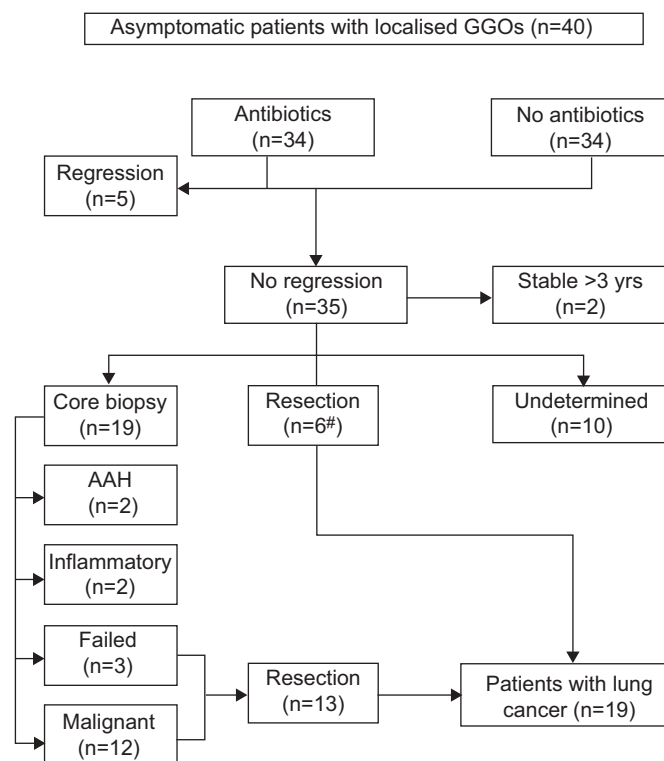 Asymptomatic patients with localised GGOs (n=40)
Antibiotics
(n=34)
No antibiotics
(n=34)
Regression
(n=5)
No regression
(n=35)
Stable >3 yrs
(n=2)
Core biopsy
(n=19)
Resection
(n=6#)
Undetermined
(n=10)
AAH
(n=2)
Inflammatory
(n=2)
Failed
(n=3)
Resection
(n=13)
Patients with lung
cancer (n=19)
Malignant
(n=12)